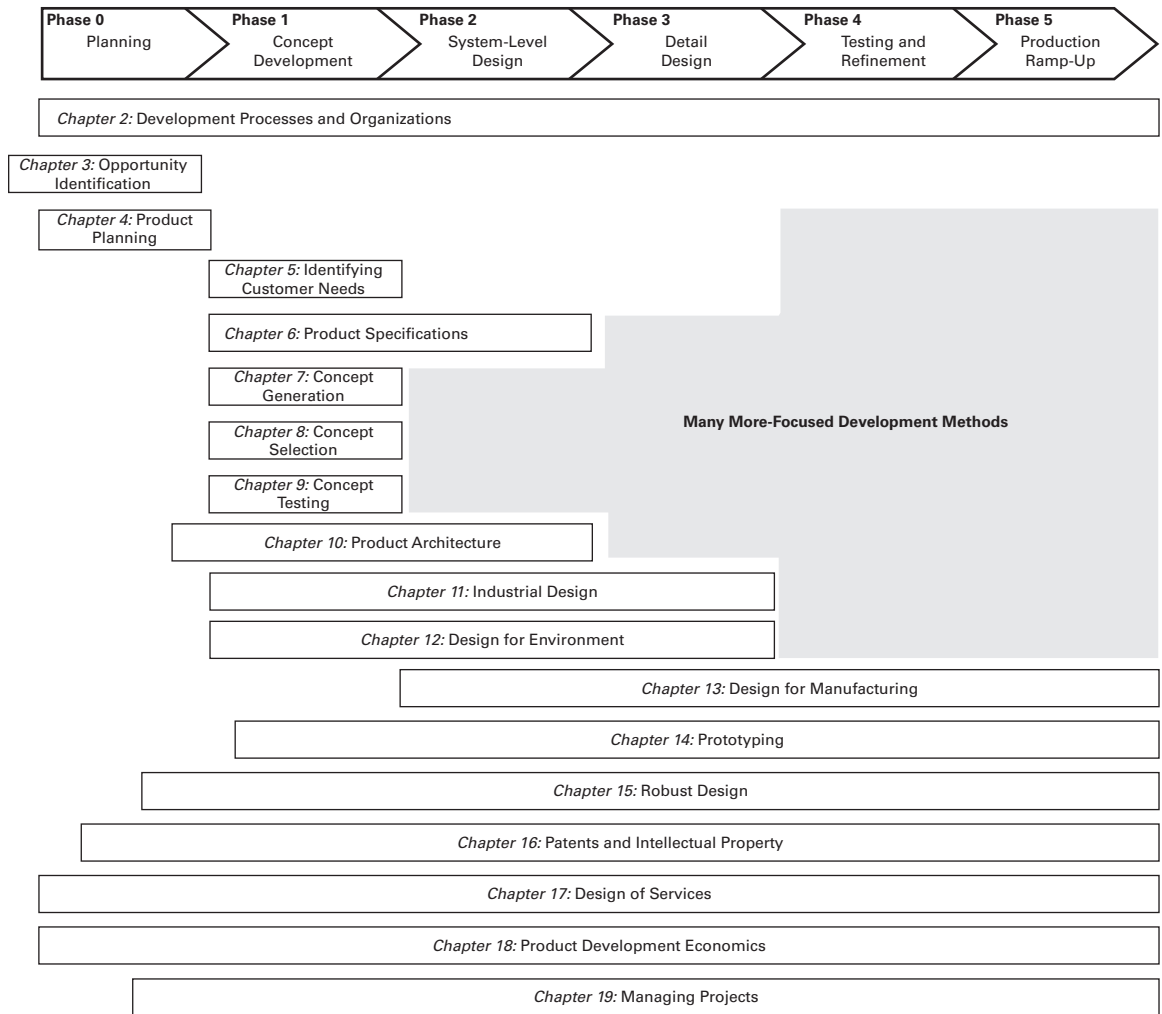 Phase 0
Planning
Phase 1
Concept
Development
Phase 2
System-Level
Design
Phase 3
Detail
Design
Phase 4
Testing and
Refinement
Phase 5
Production
Ramp-Up
Chapter 2: Development Processes and Organizations
Chapter 3: Opportunity
Identification
Chapter 4: Product
Planning
Chapter 5: Identifying
Customer Needs
Chapter 6: Product Specifications
Chapter 7: Concept
Generation
Many More-Focused Development Methods
Chapter 8: Concept
Selection
Chapter 9: Concept
Testing
Chapter 10: Product Architecture
Chapter 11: Industrial Design
Chapter 12: Design for Environment
Chapter 13: Design for Manufacturing
Chapter 14: Prototyping
Chapter 15: Robust Design
Chapter 16: Patents and Intellectual Property
Chapter 17: Design of Services
Chapter 18: Product Development Economics
Chapter 19: Managing Projects